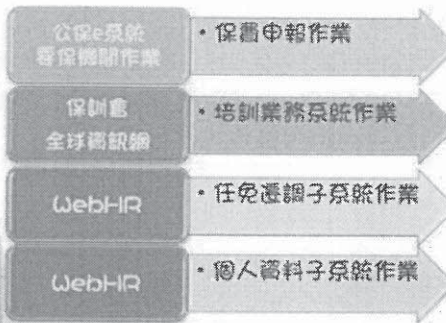 公保e系統
要保機關作業
• 保費申報作業
保訓會
全球資訊網
• 培訓業務系統作業
WebHR
• 任免遷調子系統作業
WebHR
• 個人資料子系統作業